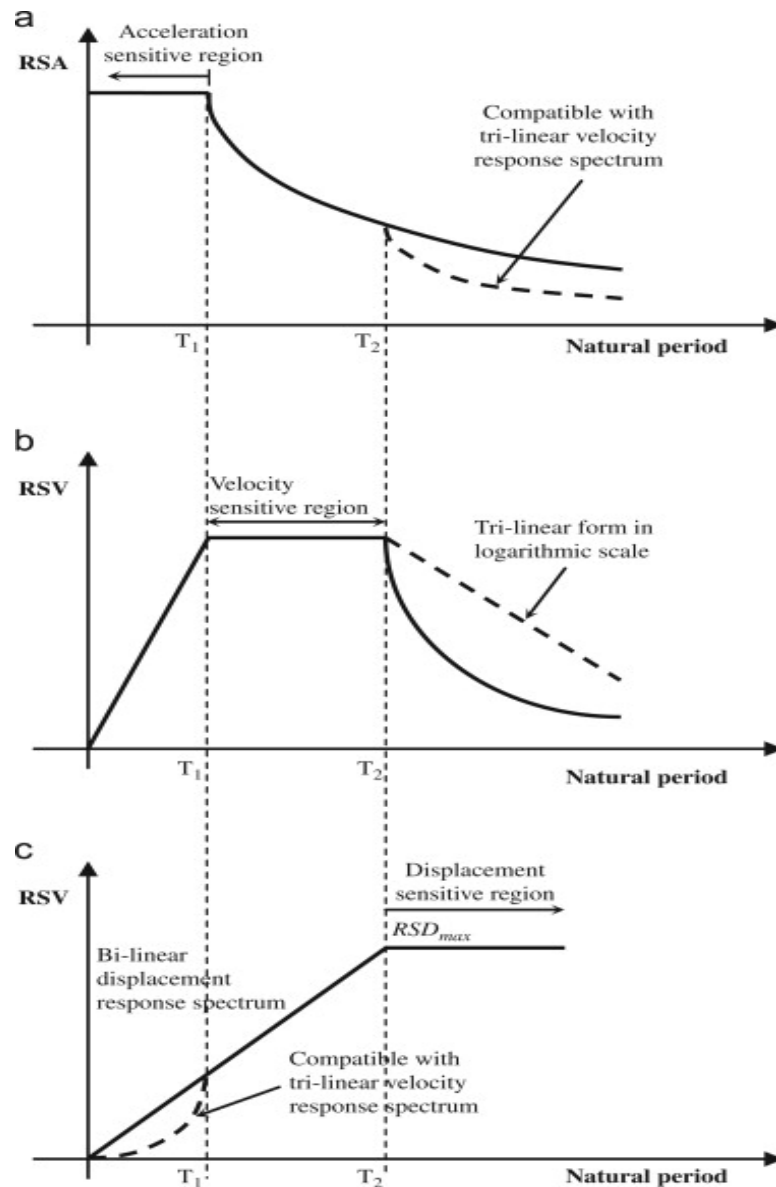 a
Acceleration
sensitive region
RSA
Compatible with
tri-linear velocity
response spectrum
T1
T2
Natural period
b
RSV
Velocity
sensitive region
Tri-linear form in
logarithmic scale
T1
T2
Natural period
c
RSV
Displacement
sensitive region
RSDmax
Bi-linear
displacement
response spectrum
Compatible with
tri-linear velocity
response spectrum
T1
T2
Natural period